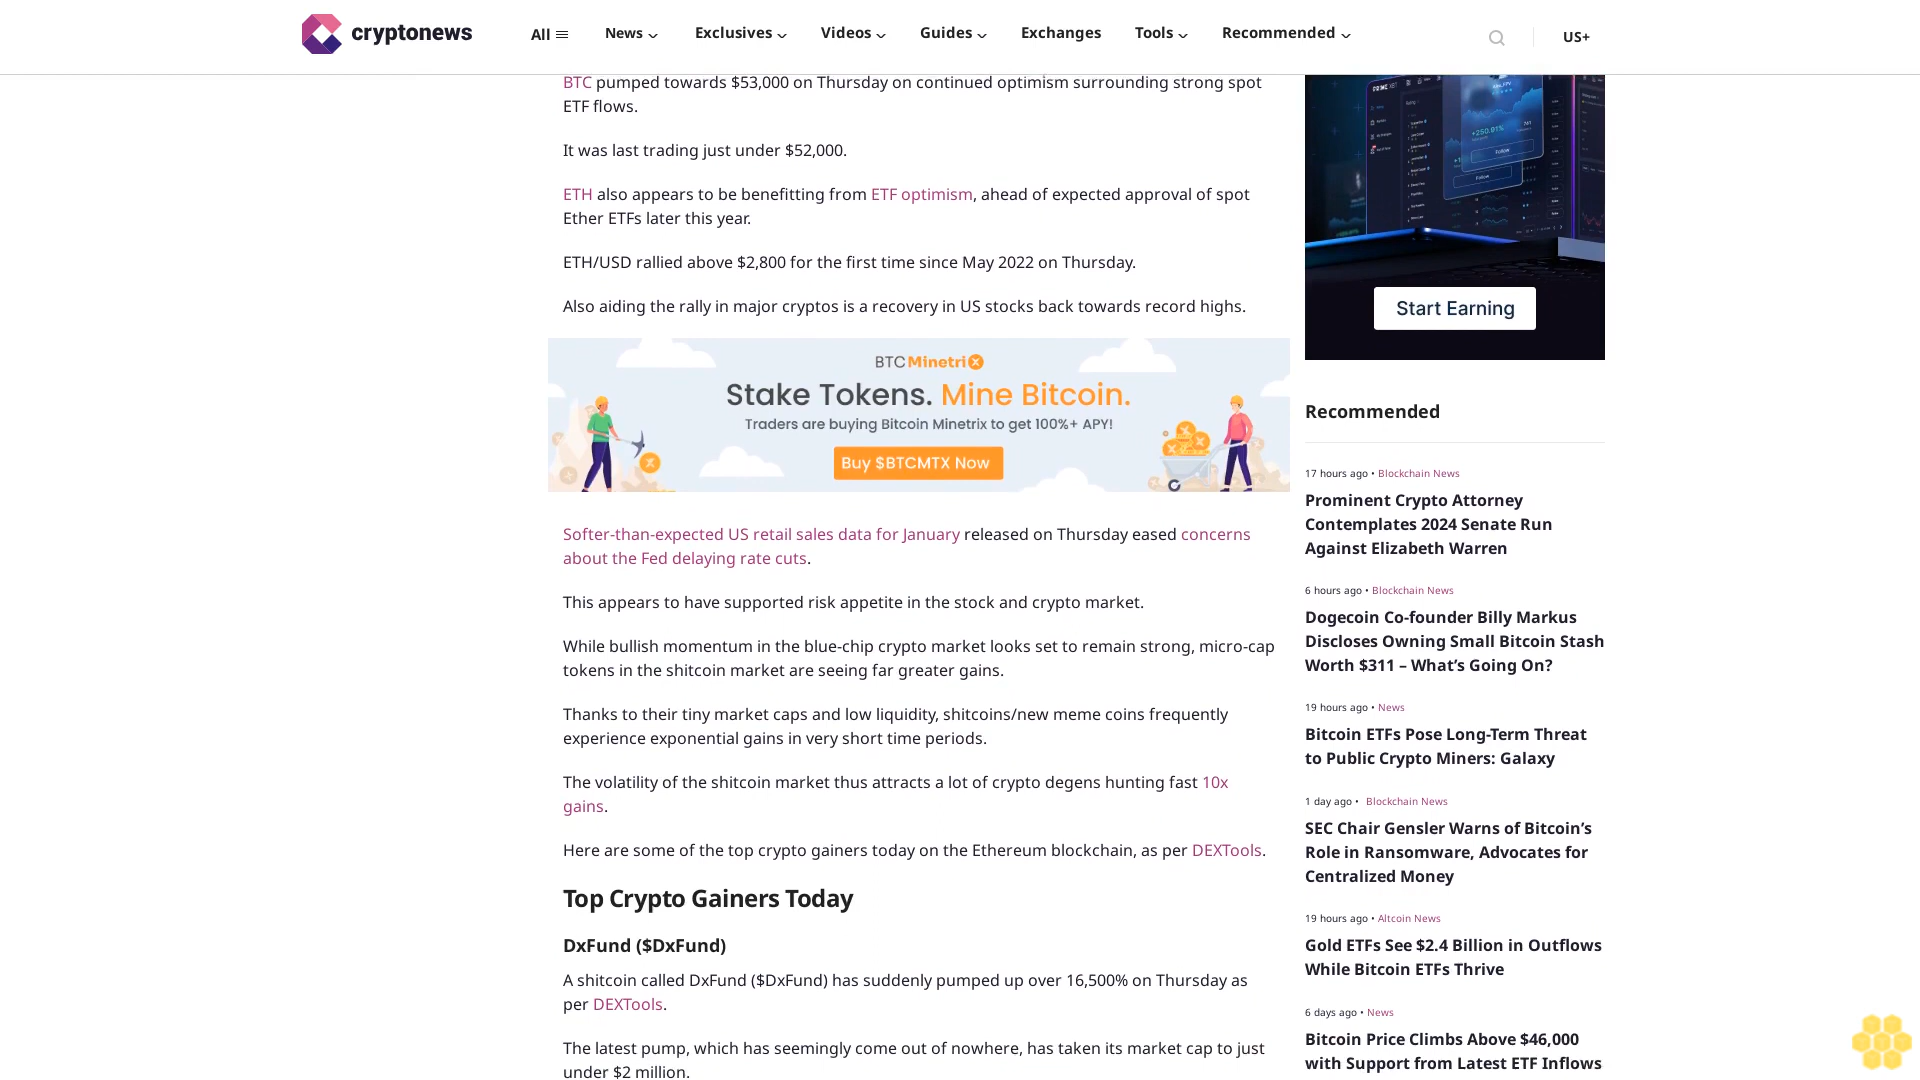 cryptonews
All
News
Exclusives
Videos
Guides
Exchanges
Tools
Recommended
US+
BTC pumped towards $53,000 on Thursday on continued optimism surrounding strong spot
ETF flows.
It was last trading just under $52,000.
ETH also appears to be benefitting from ETF optimism, ahead of expected approval of spot
Ether ETFs later this year.
ETH/USD rallied above $2,800 for the first time since May 2022 on Thursday.
Also aiding the rally in major cryptos is a recovery in US stocks back towards record highs.
BTC Minetrix
Stake Tokens. Mine Bitcoin.
Traders are buying Bitcoin Minetrix to get 100%+ APY!
Buy $BTCMTX Now
Softer-than-expected US retail sales data for January released on Thursday eased concerns
about the Fed delaying rate cuts.
This appears to have supported risk appetite in the stock and crypto market.
While bullish momentum in the blue-chip crypto market looks set to remain strong, micro-cap
tokens in the shitcoin market are seeing far greater gains.
Thanks to their tiny market caps and low liquidity, shitcoins/new meme coins frequently
experience exponential gains in very short time periods.
The volatility of the shitcoin market thus attracts a lot of crypto degens hunting fast 10x
gains.
Here are some of the top crypto gainers today on the Ethereum blockchain, as per DEXTools.
Top Crypto Gainers Today
DxFund ($DxFund)
A shitcoin called DxFund ($DxFund) has suddenly pumped up over 16,500% on Thursday as
per DEXTools.
The latest pump, which has seemingly come out of nowhere, has taken its market cap to just
under $2 million.
PRIME XBT
+250.91%
Follow
Follow
Start Earning
Recommended
17 hours ago • Blockchain News
Prominent Crypto Attorney
Contemplates 2024 Senate Run
Against Elizabeth Warren
6 hours ago • Blockchain News
Dogecoin Co-founder Billy Markus
Discloses Owning Small Bitcoin Stash
Worth $311 – What’s Going On?
19 hours ago • News
Bitcoin ETFs Pose Long-Term Threat
to Public Crypto Miners: Galaxy
1 day ago • Blockchain News
SEC Chair Gensler Warns of Bitcoin’s
Role in Ransomware, Advocates for
Centralized Money
19 hours ago • Altcoin News
Gold ETFs See $2.4 Billion in Outflows
While Bitcoin ETFs Thrive
6 days ago • News
Bitcoin Price Climbs Above $46,000
with Support from Latest ETF Inflows